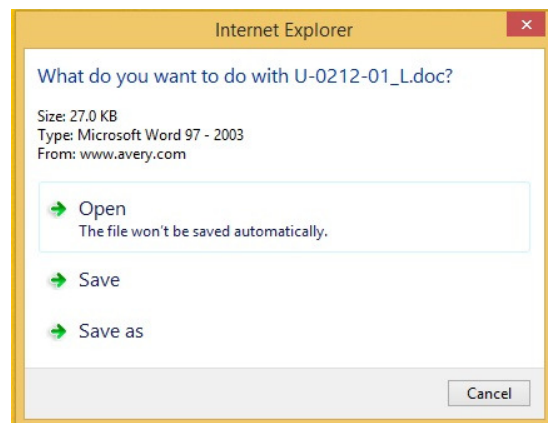 Internet Explorer
What do you want to do with U-0212-01_L.doc?
Size: 27.0 KB
Type: Microsoft Word 97 - 2003
From: www.avery.com
Open
The file won't be saved automatically.
Save
Save as
Cancel